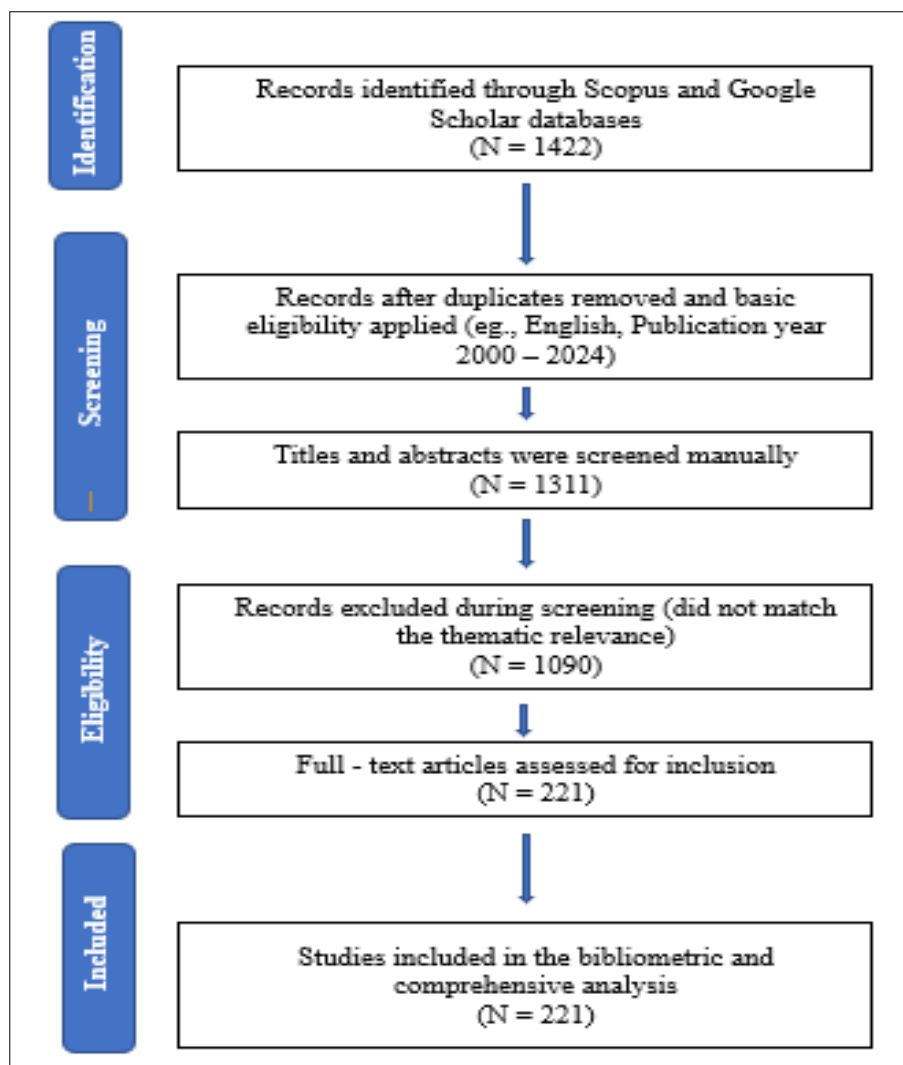 Identification
Records identified through Scopus and Google
Scholar databases
(N = 1422)
Screening
Records after duplicates removed and basic
eligibility applied (eg., English, Publication year
2000 – 2024)
Titles and abstracts were screened manually
(N = 1311)
Eligibility
Records excluded during screening (did not match
the thematic relevance)
(N = 1090)
Full - text articles assessed for inclusion
(N = 221)
Included
Studies included in the bibliometric and
comprehensive analysis
(N = 221)